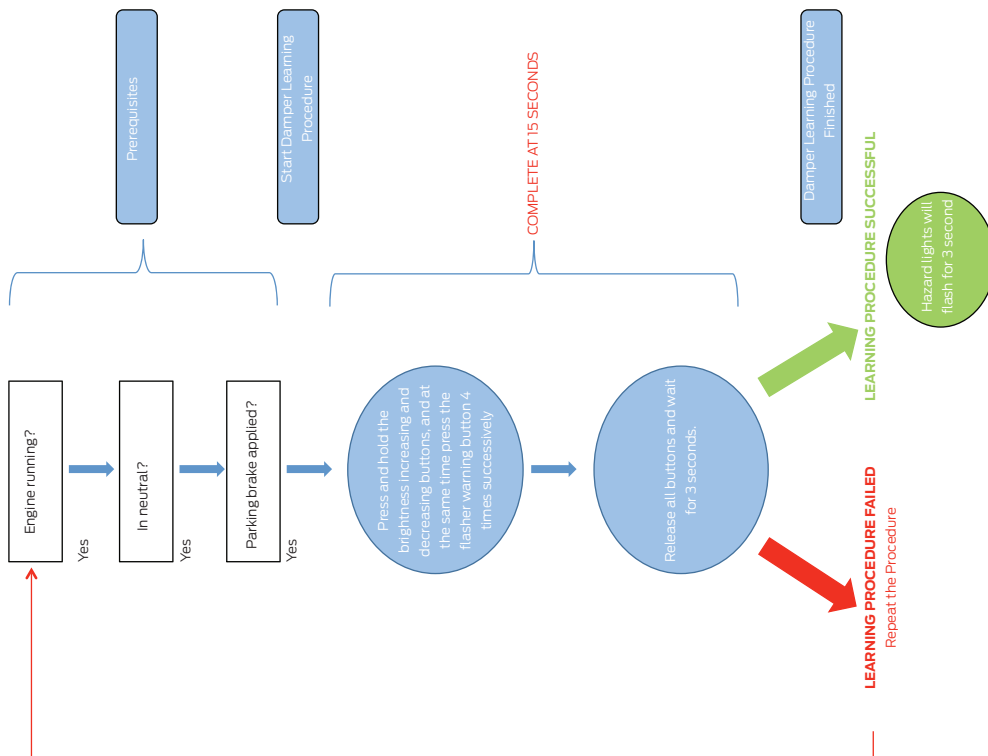 Engine running?
Yes
In neutral?
Yes
Parking brake applied?
Yes
Prerequisites
Start Damper Learning
Procedure
Press and hold the
brightness increasing and
decreasing buttons, and at
the same time press the
flasher warning button 4
times successively
Release all buttons and wait
for 3 seconds.
COMPLETE AT 15 SECONDS
Damper Learning Procedure
Finished
LEARNING PROCEDURE FAILED
Repeat the Procedure
LEARNING PROCEDURE SUCCESSFUL
Hazard lights will
flash for 3 second